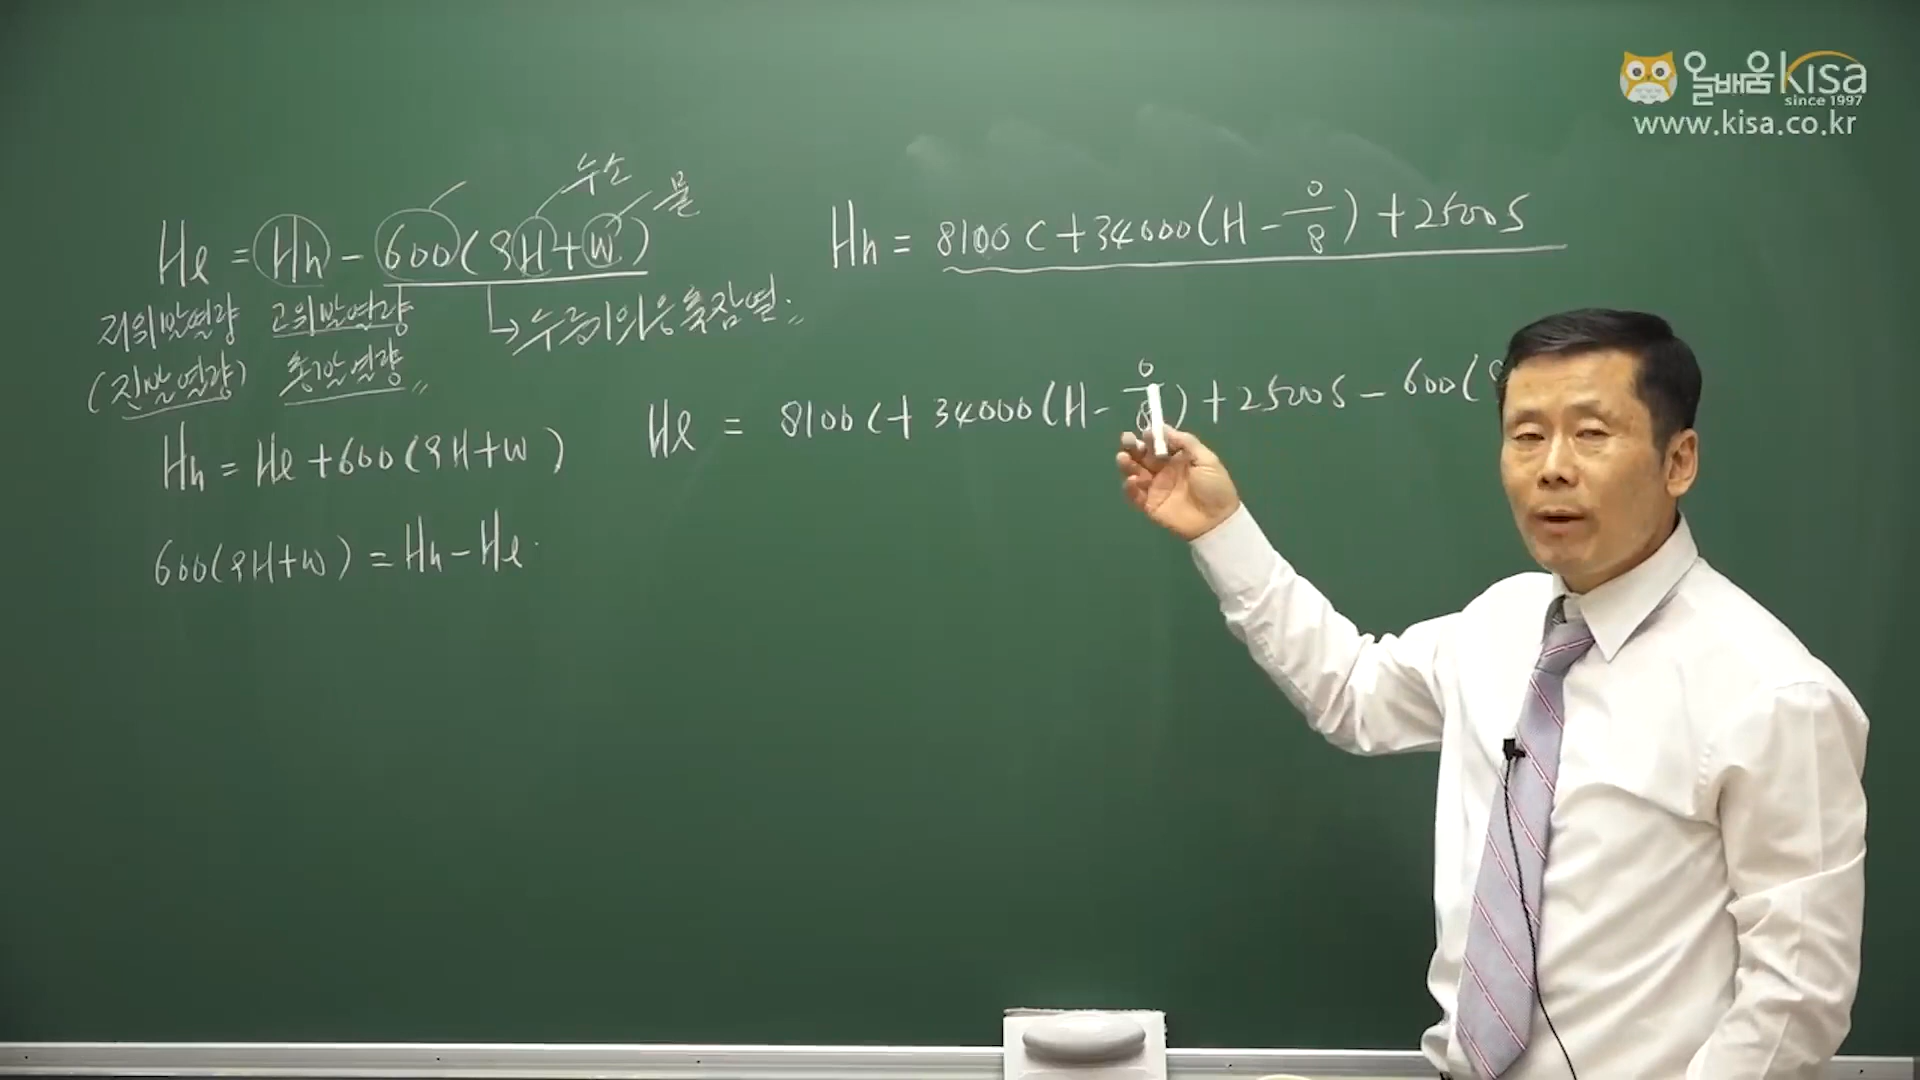 올배움 kisa
since 1997
www.kisa.co.kr
수소
물
Hl = Hh - 600(9H+W)
저위발열량 고위발열량
(진발열량) 총발열량 〃
↳ 수증기의 응축잠열 〃
Hh = Hl + 600(9H+W)
600(9H+W) = Hh - Hl
Hh = 8100C + 34000(H - O/8) + 2500S
Hl = 8100C + 34000(H - O/8) + 2500S - 600(9